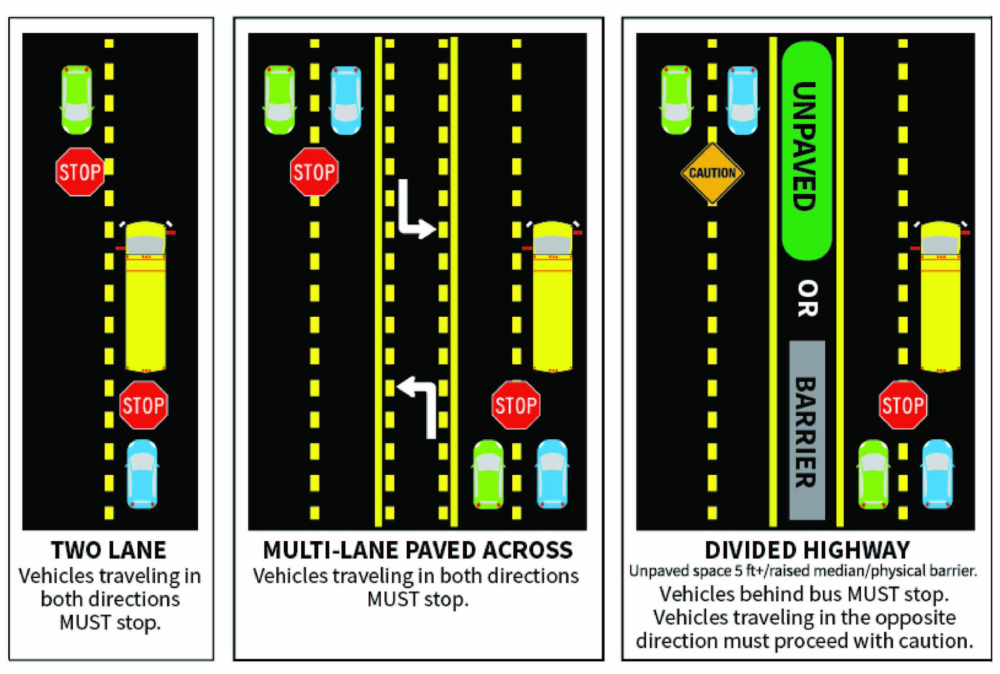 STOP
STOP
TWO LANE
Vehicles traveling in
both directions
MUST stop.
STOP
STOP
MULTI-LANE PAVED ACROSS
Vehicles traveling in both directions
MUST stop.
CAUTION
UNPAVED
OR
BARRIER
STOP
DIVIDED HIGHWAY
Unpaved space 5 ft+/raised median/physical barrier.
Vehicles behind bus MUST stop.
Vehicles traveling in the opposite
direction must proceed with caution.